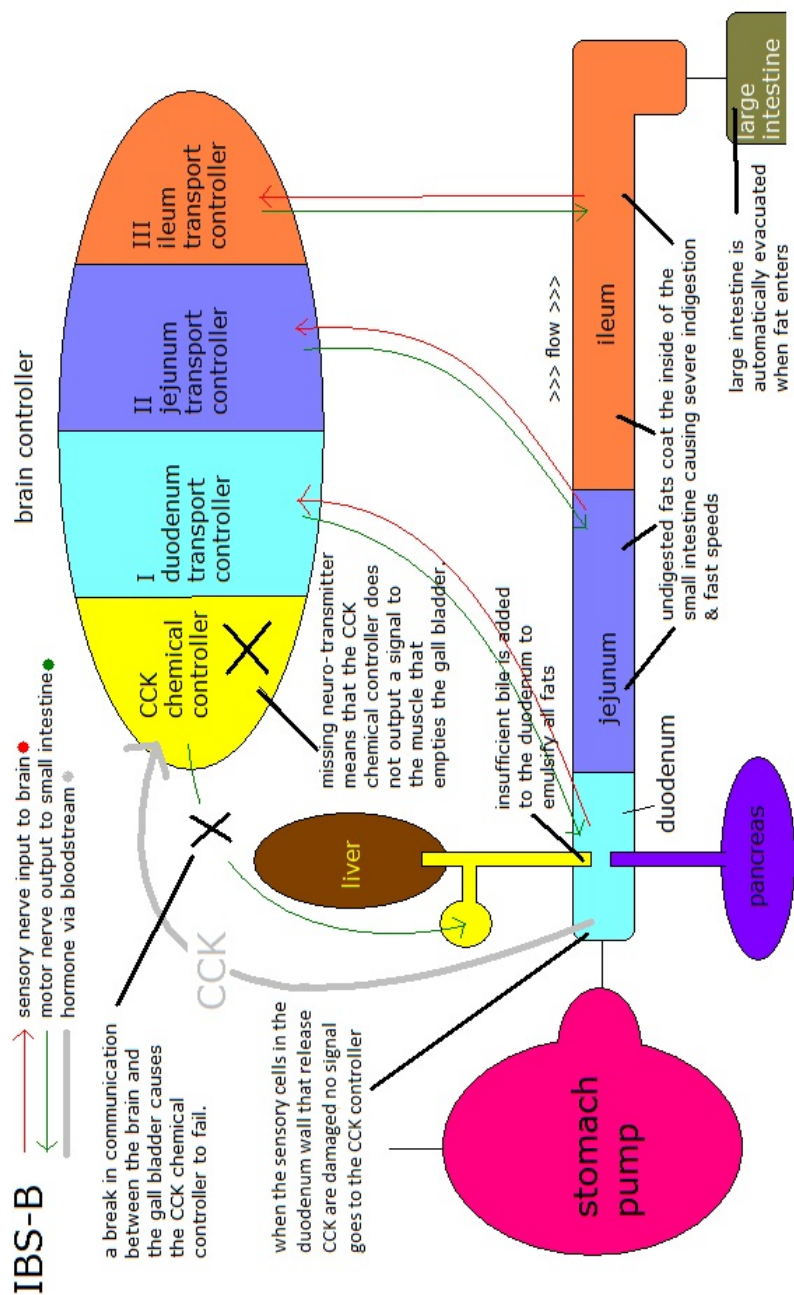 IBS-B
sensory nerve input to brain
motor nerve output to small intestine
hormone via bloodstream
brain controller
a break in communication
between the brain and
the gall bladder causes
the CCK chemical
controller to fail.
CCK
chemical
controller
I
duodenum
transport
controller
II
jejunum
transport
controller
III
ileum
transport
controller
CCK
missing neuro-transmitter
means that the CCK
chemical controller does
not output a signal to
the muscle that
empties the gall bladder.
when the sensory cells in the
duodenum wall that release
CCK are damaged no signal
goes to the CCK controller
liver
insufficient bile is added
to the duodenum to
emulsify all fats
>>> flow >>>
stomach
pump
duodenum
jejunum
ileum
pancreas
undigested fats coat the inside of the
small intestine causing severe indigestion
& fast speeds
large
intestine
large intestine is
automatically evacuated
when fat enters